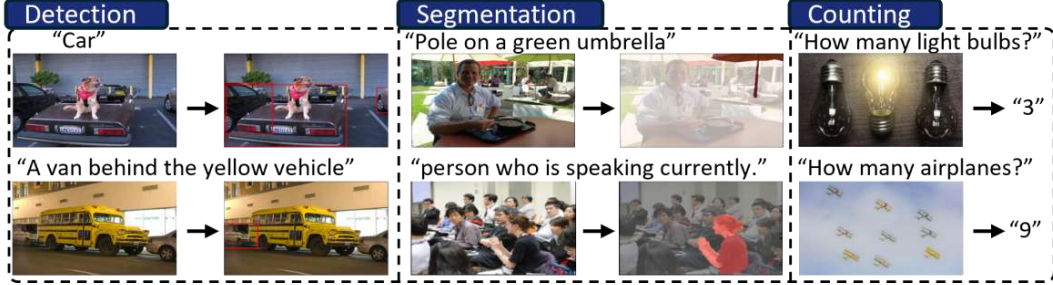 Detection
Segmentation
Counting
“Car”
“Pole on a green umbrella”
“How many light bulbs?”
“3”
“A van behind the yellow vehicle”
“person who is speaking currently.”
“How many airplanes?”
“9”